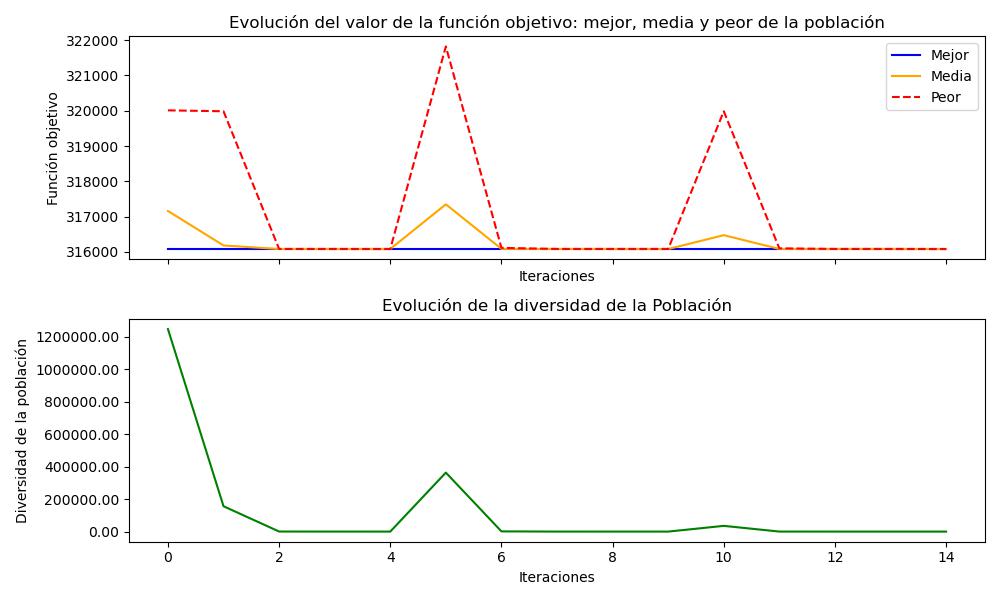 Evolución del valor de la función objetivo: mejor, media y peor de la población
322000
321000
320000
319000
318000
317000
316000
Función objetivo
Mejor
Media
Peor
Iteraciones
Evolución de la diversidad de la Población
1200000.00
1000000.00
800000.00
600000.00
400000.00
200000.00
0.00
Diversidad de la población
0 2 4 6 8 10 12 14
Iteraciones